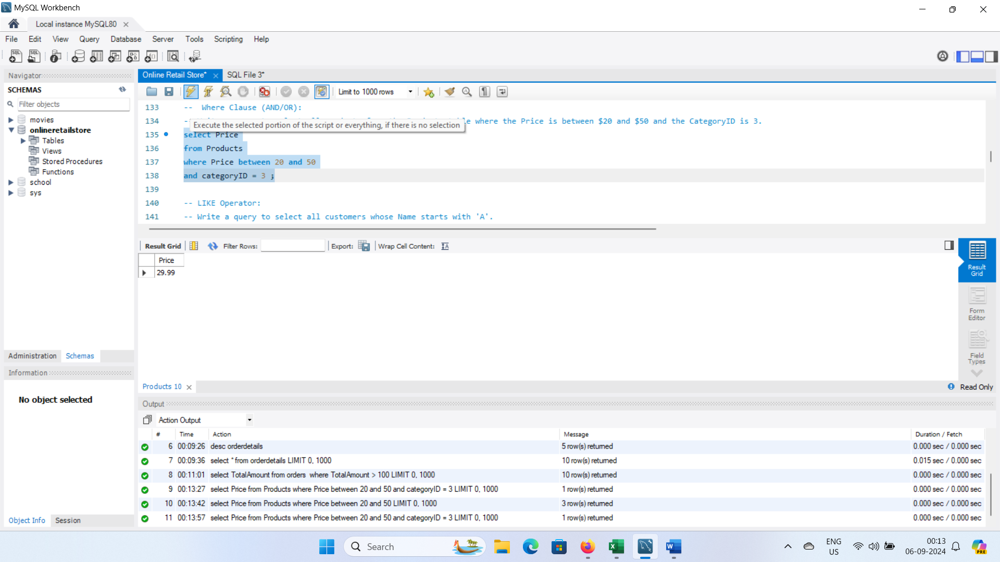 MySQL Workbench
Local instance MySQL80
File Edit View Query Database Server Tools Scripting Help
Navigator
SCHEMAS
Filter objects
movies
onlineretailstore
Tables
Views
Stored Procedures
Functions
school
sys
Administration Schemas
Information
No object selected
Object Info Session
Online Retail Store* SQL File 3*
Limit to 1000 rows
133 -- Where Clause (AND/OR):
134 where the Price is between $20 and $50 and the CategoryID is 3.
Execute the selected portion of the script or everything, if there is no selection
135 select Price
136 from Products
137 where Price between 20 and 50
138 and categoryID = 3 ;
139
140 -- LIKE Operator:
141 -- Write a query to select all customers whose Name starts with 'A'.
Result Grid Filter Rows: Export: Wrap Cell Content:
Price
29.99
Result Grid
Form Editor
Field Types
Products 10
Read Only
Output
Action Output
# Time Action Message Duration / Fetch
6 00:09:26 desc orderdetails 5 row(s) returned 0.000 sec / 0.000 sec
7 00:09:36 select * from orderdetails LIMIT 0, 1000 10 row(s) returned 0.015 sec / 0.000 sec
8 00:11:01 select TotalAmount from orders where TotalAmount > 100 LIMIT 0, 1000 10 row(s) returned 0.000 sec / 0.000 sec
9 00:13:27 select Price from Products where Price between 20 and 50 and categoryID = 3 LIMIT 0, 1000 1 row(s) returned 0.000 sec / 0.000 sec
10 00:13:42 select Price from Products where Price between 20 and 50 LIMIT 0, 1000 3 row(s) returned 0.000 sec / 0.000 sec
11 00:13:57 select Price from Products where Price between 20 and 50 and categoryID = 3 LIMIT 0, 1000 1 row(s) returned 0.000 sec / 0.000 sec
Search
ENG
US
00:13
06-09-2024
PRE